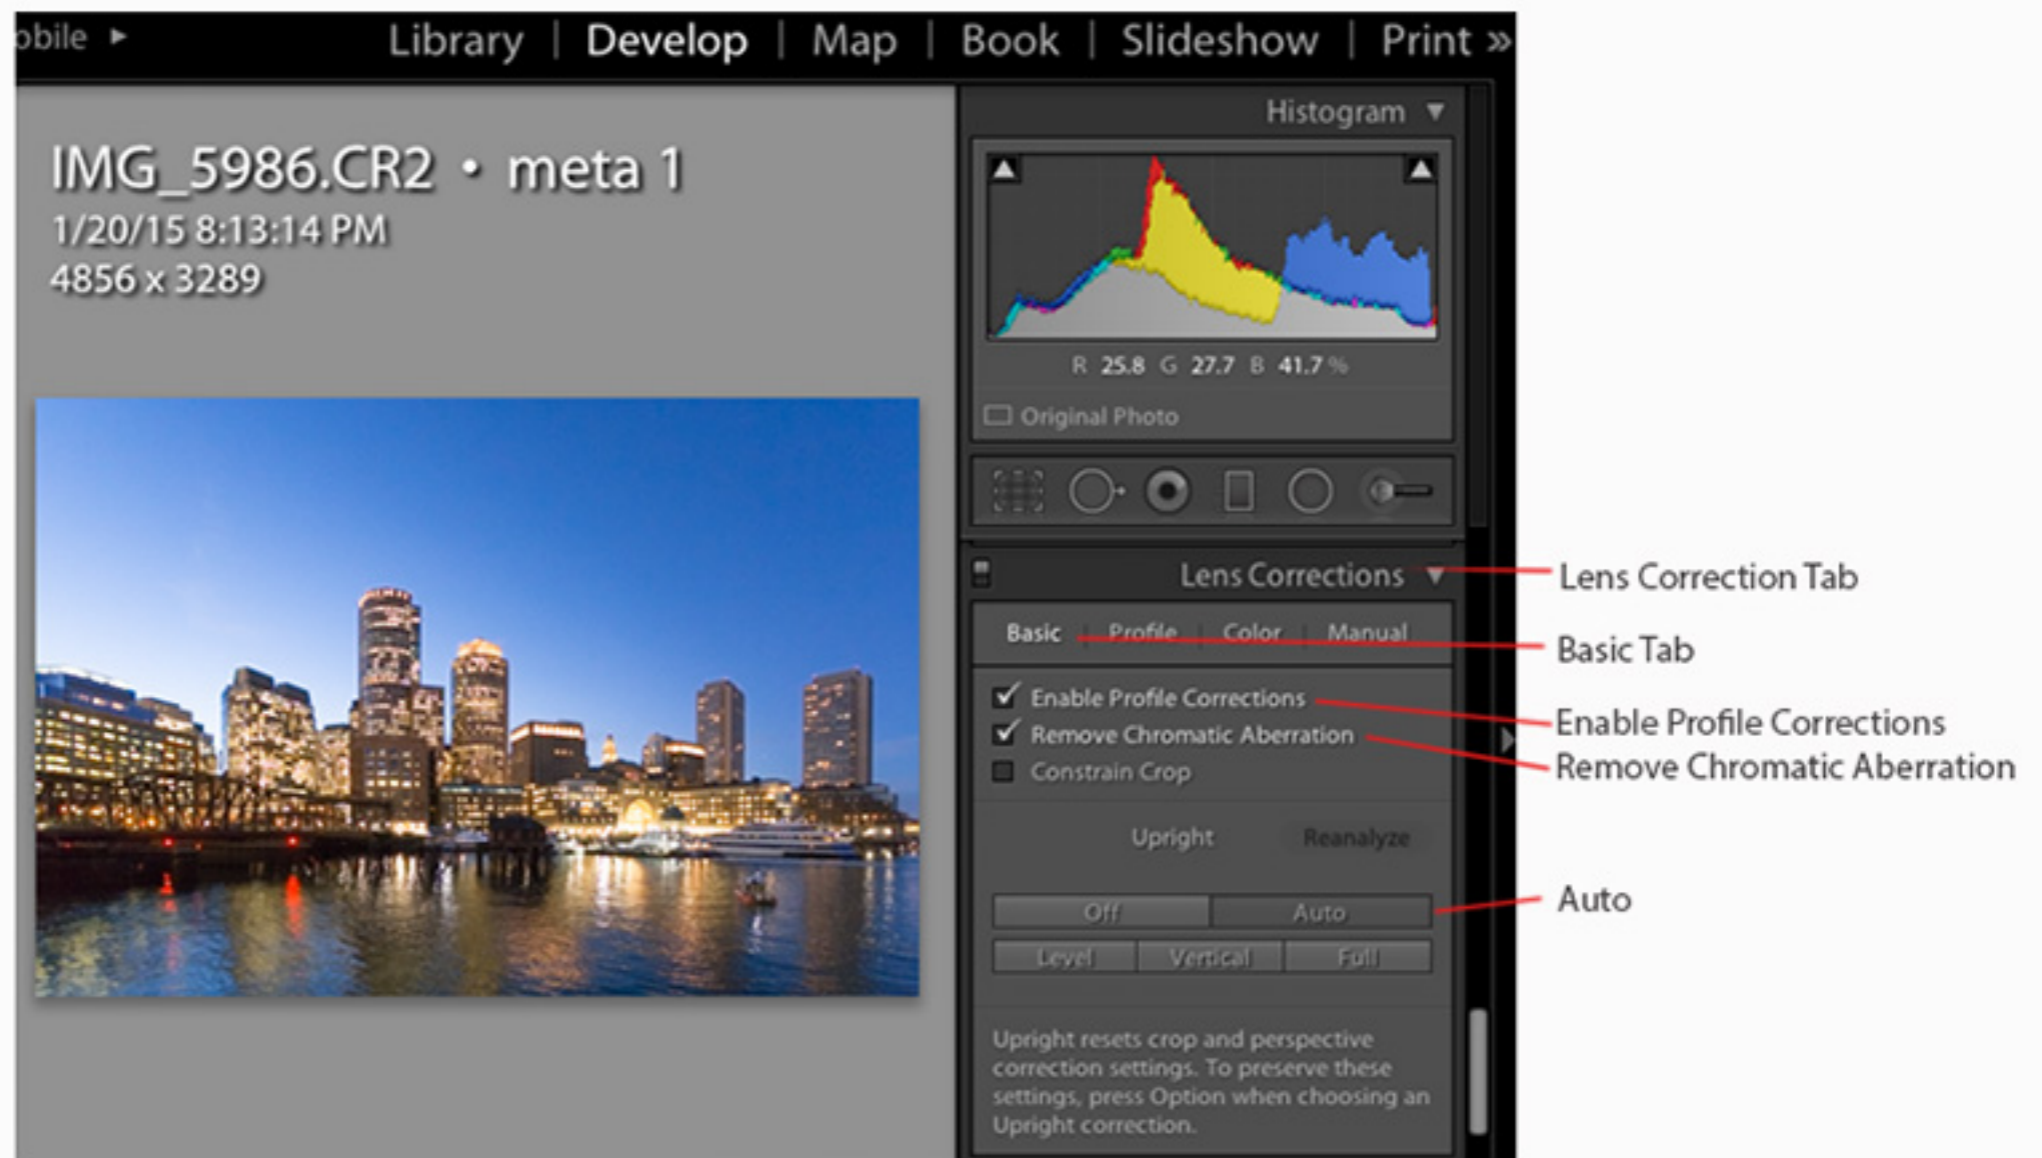 obile ▸
Library | Develop | Map | Book | Slideshow | Print »
IMG_5986.CR2 • meta 1
1/20/15 8:13:14 PM
4856 x 3289
Histogram
R 25.8 G 27.7 B 41.7 %
Original Photo
Lens Corrections
Lens Correction Tab
Basic | Profile | Color | Manual
Basic Tab
Enable Profile Corrections
Enable Profile Corrections
Remove Chromatic Aberration
Remove Chromatic Aberration
Constrain Crop
Upright Reanalyze
Off Auto
Auto
Level Vertical Full
Upright resets crop and perspective
correction settings. To preserve these
settings, press Option when choosing an
Upright correction.